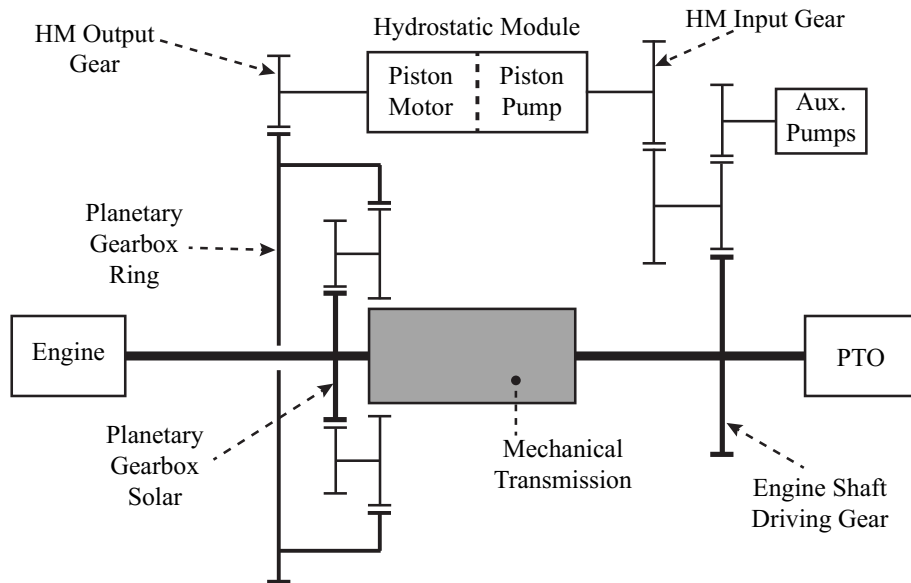 HM Output
Gear
Hydrostatic Module
HM Input Gear
Piston
Motor
Piston
Pump
Aux.
Pumps
Planetary
Gearbox
Ring
Engine
PTO
Planetary
Gearbox
Solar
Mechanical
Transmission
Engine Shaft
Driving Gear